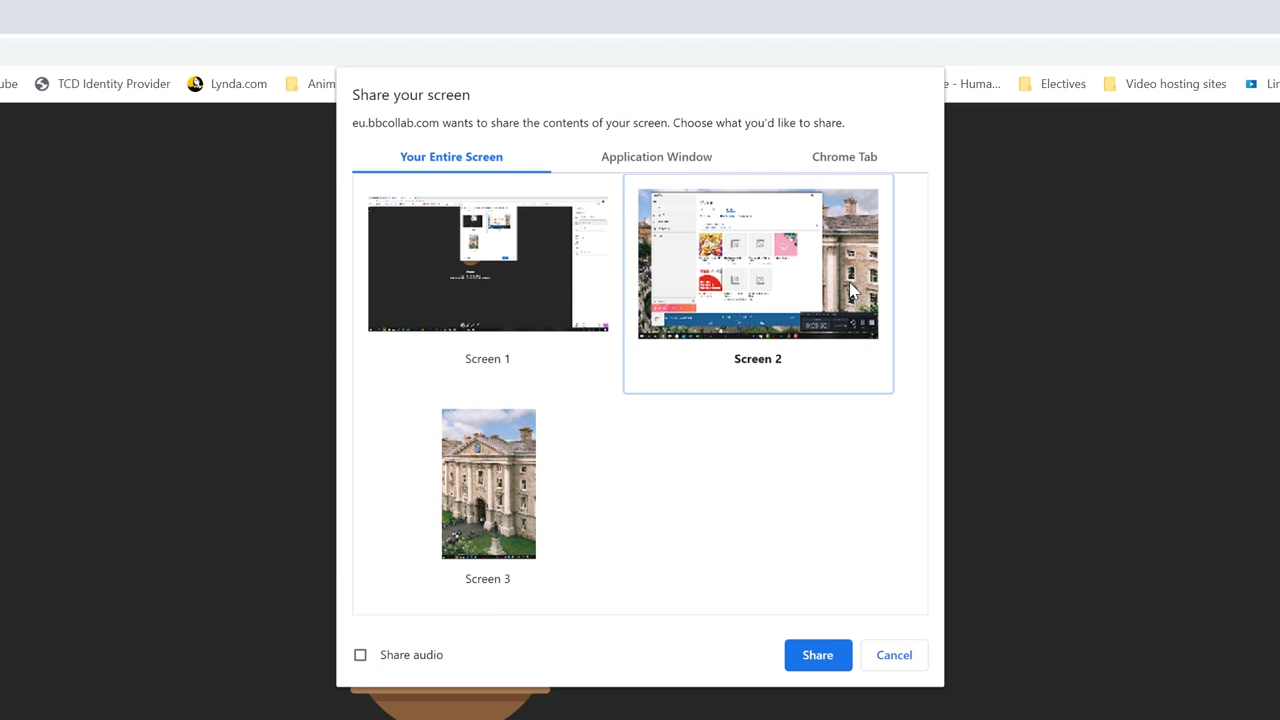 ube TCD Identity Provider Lynda.com Anim e - Huma... Electives Video hosting sites Lin
Share your screen
eu.bbcollab.com wants to share the contents of your screen. Choose what you'd like to share.
Your Entire Screen Application Window Chrome Tab
Screen 1 Screen 2
Screen 3
Share audio Share Cancel